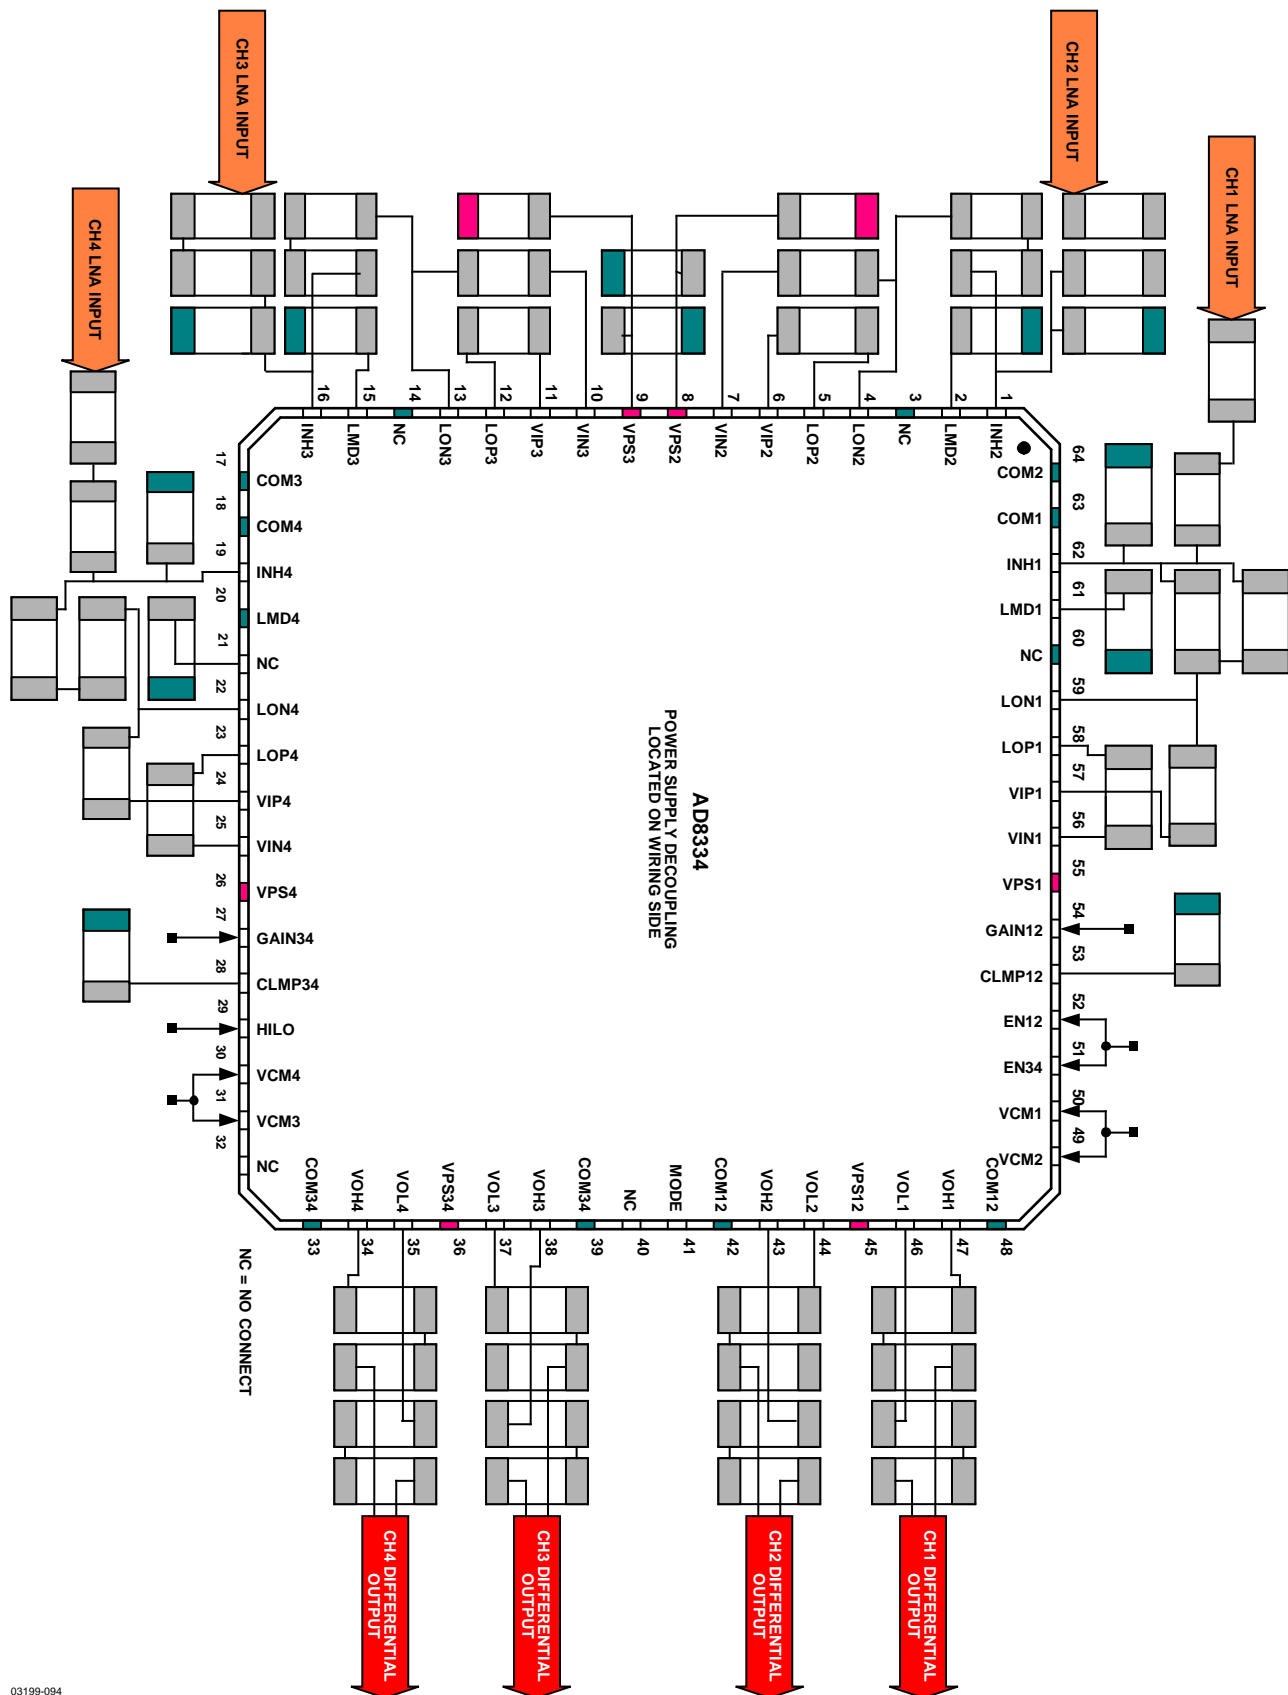 CH3 LNA INPUT
CH2 LNA INPUT
CH1 LNA INPUT
CH4 LNA INPUT
16
15
14
13
12
11
10
9
8
7
6
5
4
3
2
1
INH3
LMD3
NC
LON3
LOP3
VIP3
VIN3
VPS3
VPS2
VIN2
VIP2
LOP2
LON2
NC
LMD2
INH2
17
COM3
18
COM4
19
INH4
20
LMD4
21
NC
22
LON4
23
LOP4
24
VIP4
25
VIN4
26
VPS4
27
GAIN34
28
CLMP34
29
HILO
30
VCM4
31
VCM3
32
NC
64
COM2
63
COM1
62
INH1
61
LMD1
60
NC
59
LON1
58
LOP1
57
VIP1
56
VIN1
55
VPS1
54
GAIN12
53
CLMP12
52
EN12
51
EN34
50
VCM1
49
VCM2
AD8334
POWER SUPPLY DECOUPLING
LOCATED ON WIRING SIDE
COM34
VOH4
VOL4
VPS34
VOL3
VOH3
COM34
NC
MODE
COM12
VOH2
VOL2
VPS12
VOL1
VOH1
COM12
33
34
35
36
37
38
39
40
41
42
43
44
45
46
47
48
NC = NO CONNECT
CH4 DIFFERENTIAL
OUTPUT
CH3 DIFFERENTIAL
OUTPUT
CH2 DIFFERENTIAL
OUTPUT
CH1 DIFFERENTIAL
OUTPUT
03199-094